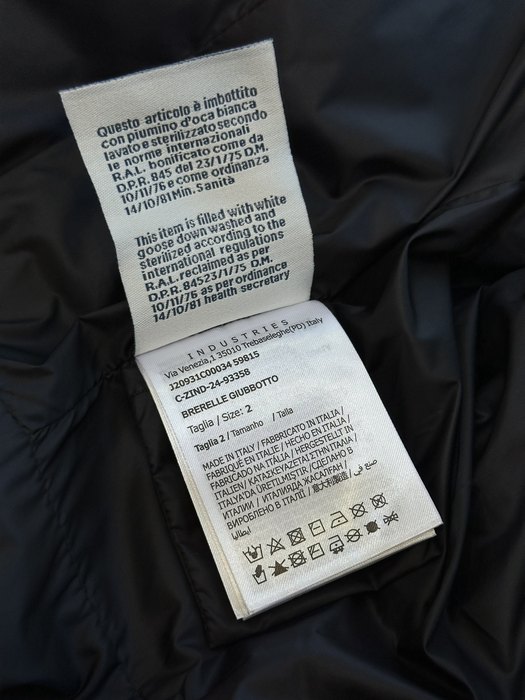 Questo articolo è imbottito
con piumino d'oca bianca
lavato e sterilizzato secondo
le norme internazionali
R.A.L. bonificato come da
D.P.R. 845 del 23/1/75 D.M.
10/11/76 e come ordinanza
14/10/81 Min. Sanità
This item is filled with white
goose down washed and
sterilized according to the
international regulations
R.A.L. reclaimed as per
D.P.R. 84523/1/75 D.M.
10/11/76 as per ordinance
14/10/81 health secretary
INDUSTRIES
Via Venezia,1 35010 Trebaseleghe(PD) Italy
120931C00034 59815
C-ZIND-24-93358
BRERELLE GIUBBOTTO
Taglia / Size: 2
Taglia 2 / Tamanho / Talla
MADE IN ITALY / FABBRICATO IN ITALIA /
FABRIQUÉ EN ITALIE / HECHO EN ITALIA /
FABRICADO NA ITÁLIA / HERGESTELLT IN
ITALIEN / ΚΑΤΑΣΚΕΥΑΖΕΤΑΙ ΣΤΗΝ ΙΤΑΛΙΑ /
ITALYA'DA ÜRETILMISTIR / СДЕЛАНО В
ИТАЛИИ / ИТАЛИЯДА ЖАСАЛҒАН /
ВИРОБЛЕНО В ІТАЛІЇ / 意大利製造 / صنع في
إيطاليا